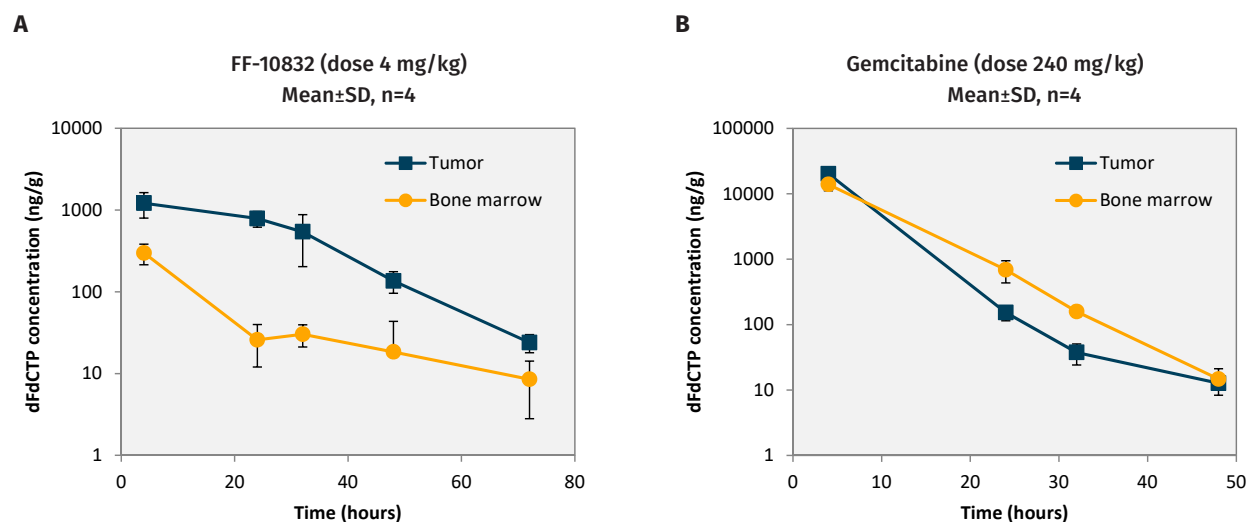 A
FF-10832 (dose 4 mg/kg)
Mean±SD, n=4
dFdCTP concentration (ng/g)
10000
1000
100
10
1
Tumor
Bone marrow
0
20
40
60
80
Time (hours)
B
Gemcitabine (dose 240 mg/kg)
Mean±SD, n=4
dFdCTP concentration (ng/g)
100000
10000
1000
100
10
1
Tumor
Bone marrow
0
10
20
30
40
50
Time (hours)